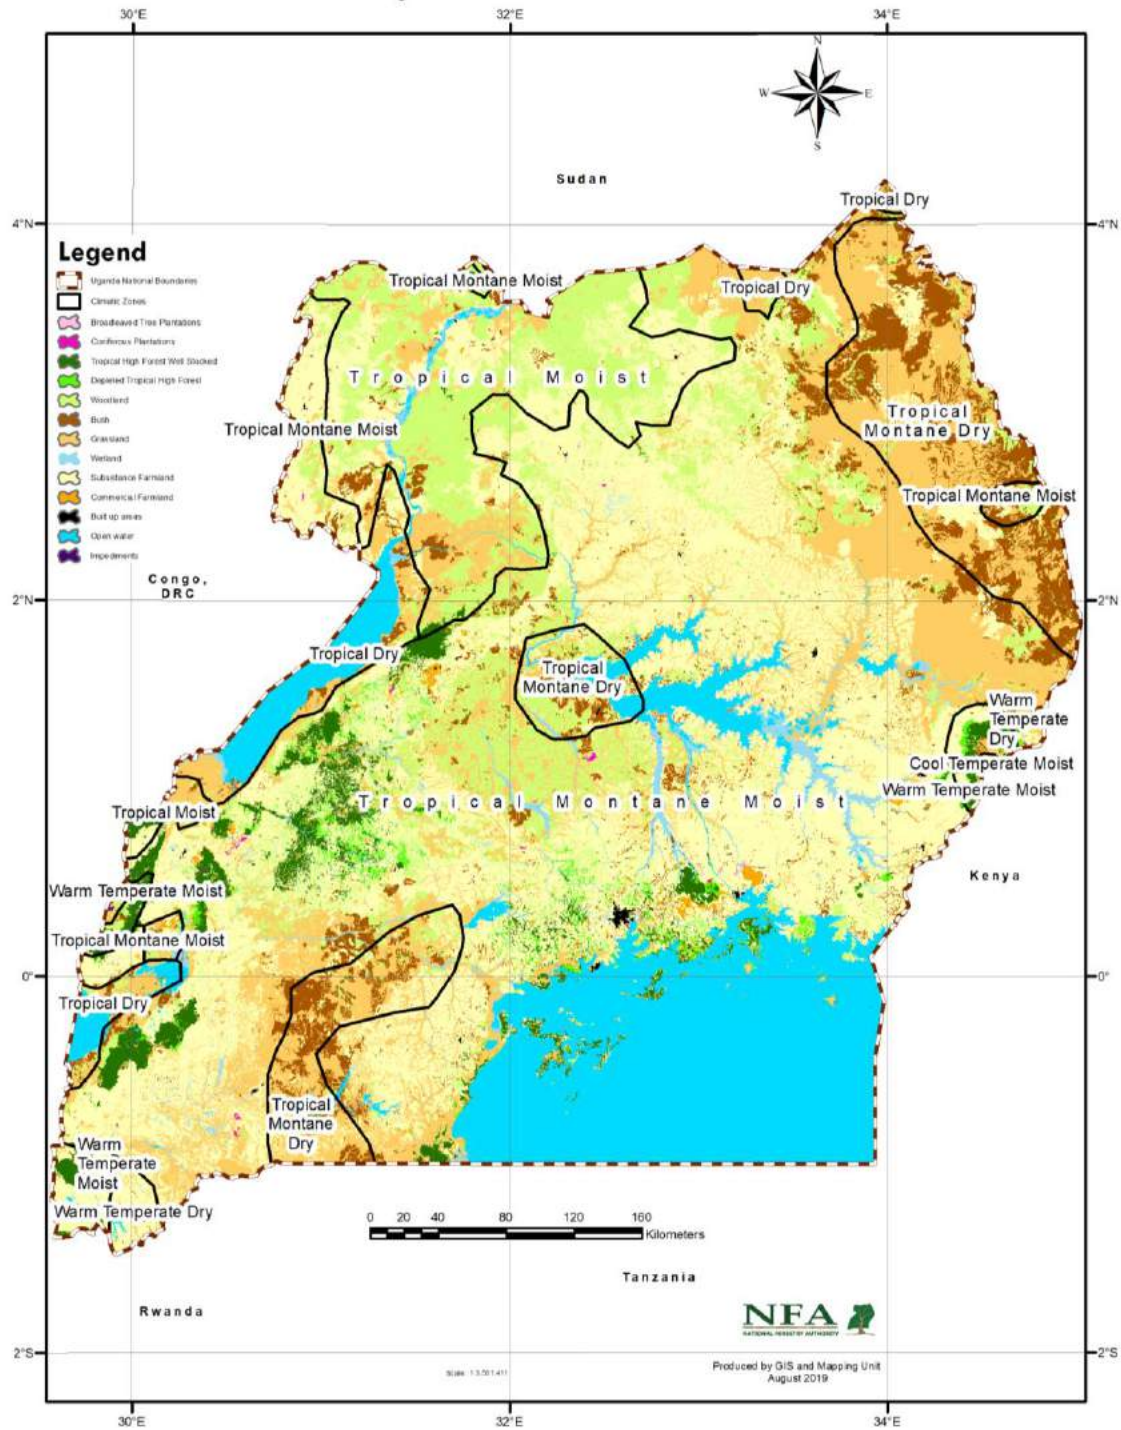 30°E
32°E
34°E
N
W
E
S
Sudan
Tropical Dry
4°N
4°N
Legend
Uganda National Boundaries
Climatic Zones
Broadleaved Tree Plantations
Coniferous Plantations
Tropical High Forest Well Stocked
Depleted Tropical High Forest
Woodland
Bush
Grassland
Wetland
Subsistence Farmland
Commercial Farmland
Built up areas
Open water
Impediments
Tropical Montane Moist
Tropical Dry
Tropical Moist
Tropical Montane Moist
Tropical
Montane Dry
Tropical Montane Moist
Congo,
DRC
2°N
2°N
Tropical Dry
Tropical
Montane Dry
Warm
Temperate
Dry
Cool Temperate Moist
Warm Temperate Moist
Tropical Montane Moist
Tropical Moist
Kenya
Warm Temperate Moist
Tropical Montane Moist
0°
0°
Tropical Dry
Tropical
Montane
Dry
Warm
Temperate
Moist
Warm Temperate Dry
0 20 40 80 120 160
Kilometers
Tanzania
Rwanda
NFA
NATIONAL FORESTRY AUTHORITY
2°S
2°S
Produced by GIS and Mapping Unit
August 2019
30°E
32°E
34°E